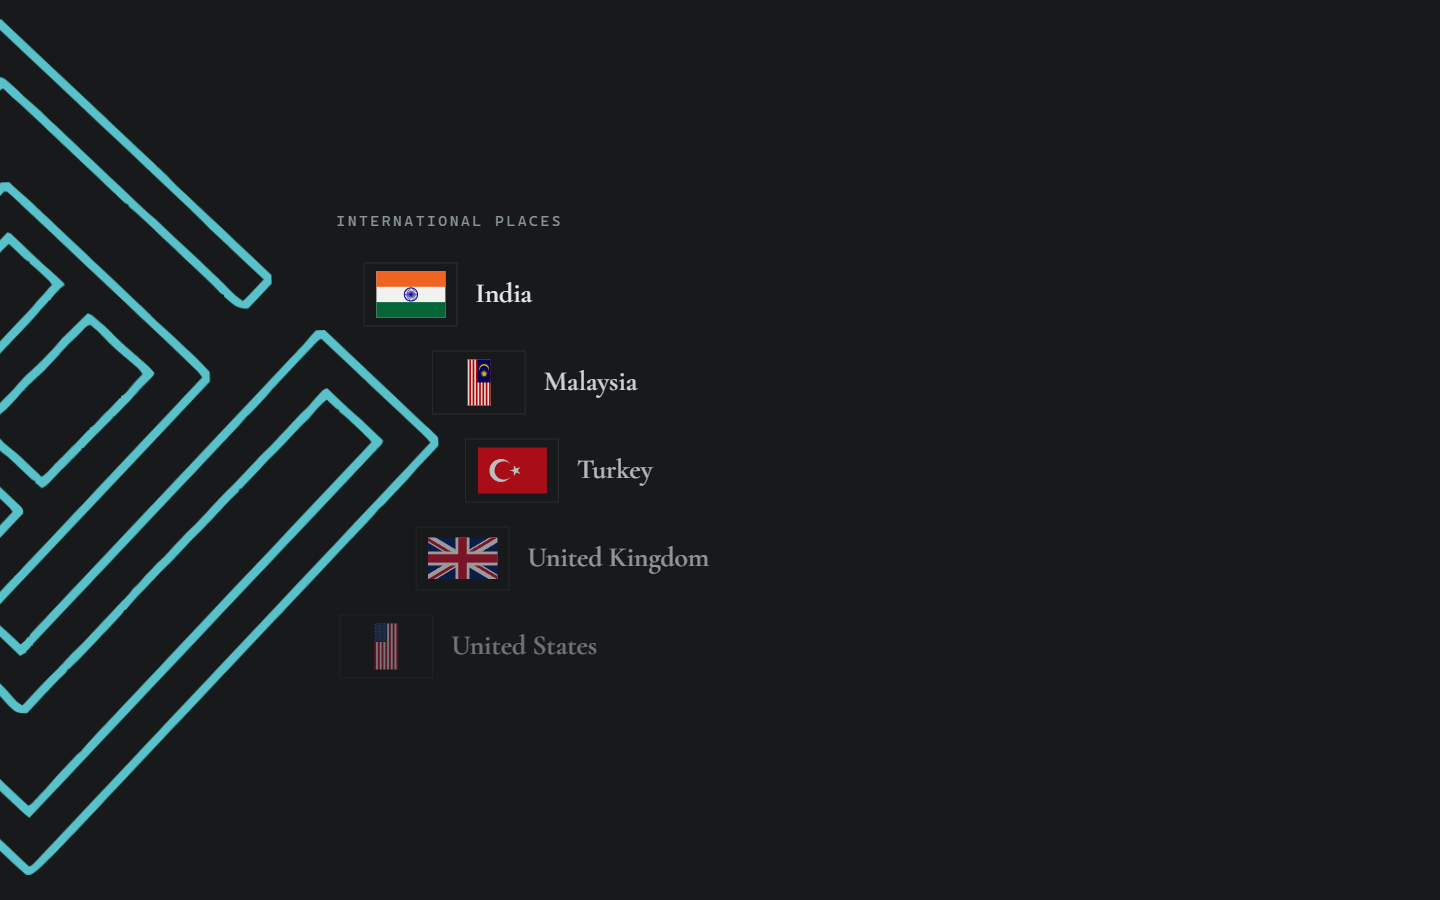 INTERNATIONAL PLACES
India
Malaysia
Turkey
United Kingdom
United States